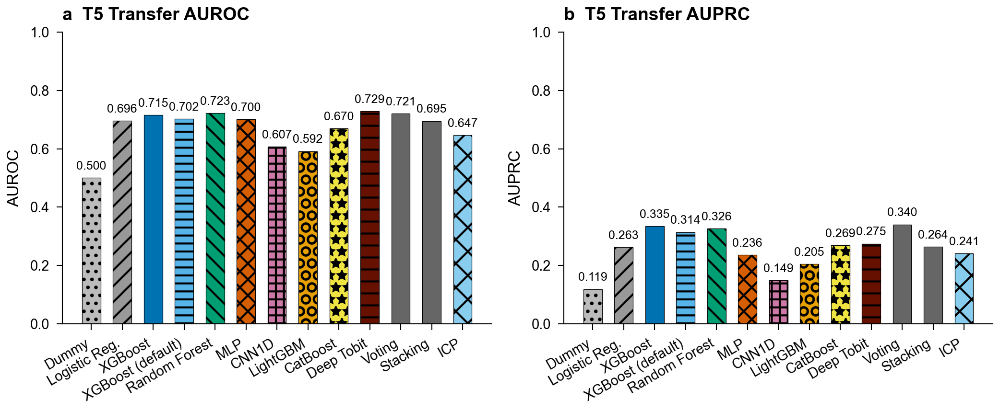 a  T5 Transfer AUROC
AUROC
1.0
0.8
0.6
0.4
0.2
0.0
0.500
0.696
0.715
0.702
0.723
0.700
0.607
0.592
0.670
0.729
0.721
0.695
0.647
Dummy
Logistic Reg.
XGBoost
XGBoost (default)
Random Forest
MLP
CNN1D
LightGBM
CatBoost
Deep Tobit
Voting
Stacking
ICP
b  T5 Transfer AUPRC
AUPRC
1.0
0.8
0.6
0.4
0.2
0.0
0.119
0.263
0.335
0.314
0.326
0.236
0.149
0.205
0.269
0.275
0.340
0.264
0.241
Dummy
Logistic Reg.
XGBoost
XGBoost (default)
Random Forest
MLP
CNN1D
LightGBM
CatBoost
Deep Tobit
Voting
Stacking
ICP